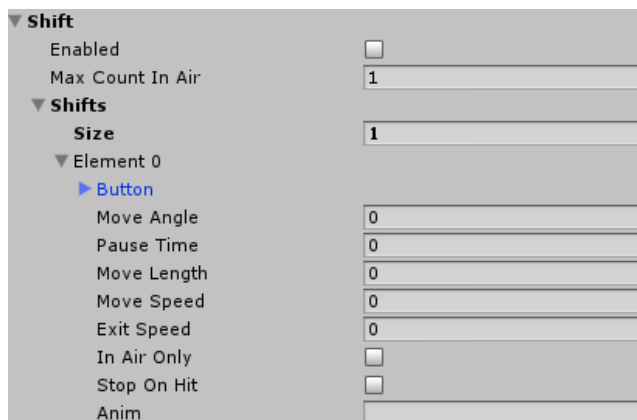 Shift
Enabled
Max Count In Air 1
Shifts
Size 1
Element 0
Button
Move Angle 0
Pause Time 0
Move Length 0
Move Speed 0
Exit Speed 0
In Air Only
Stop On Hit
Anim